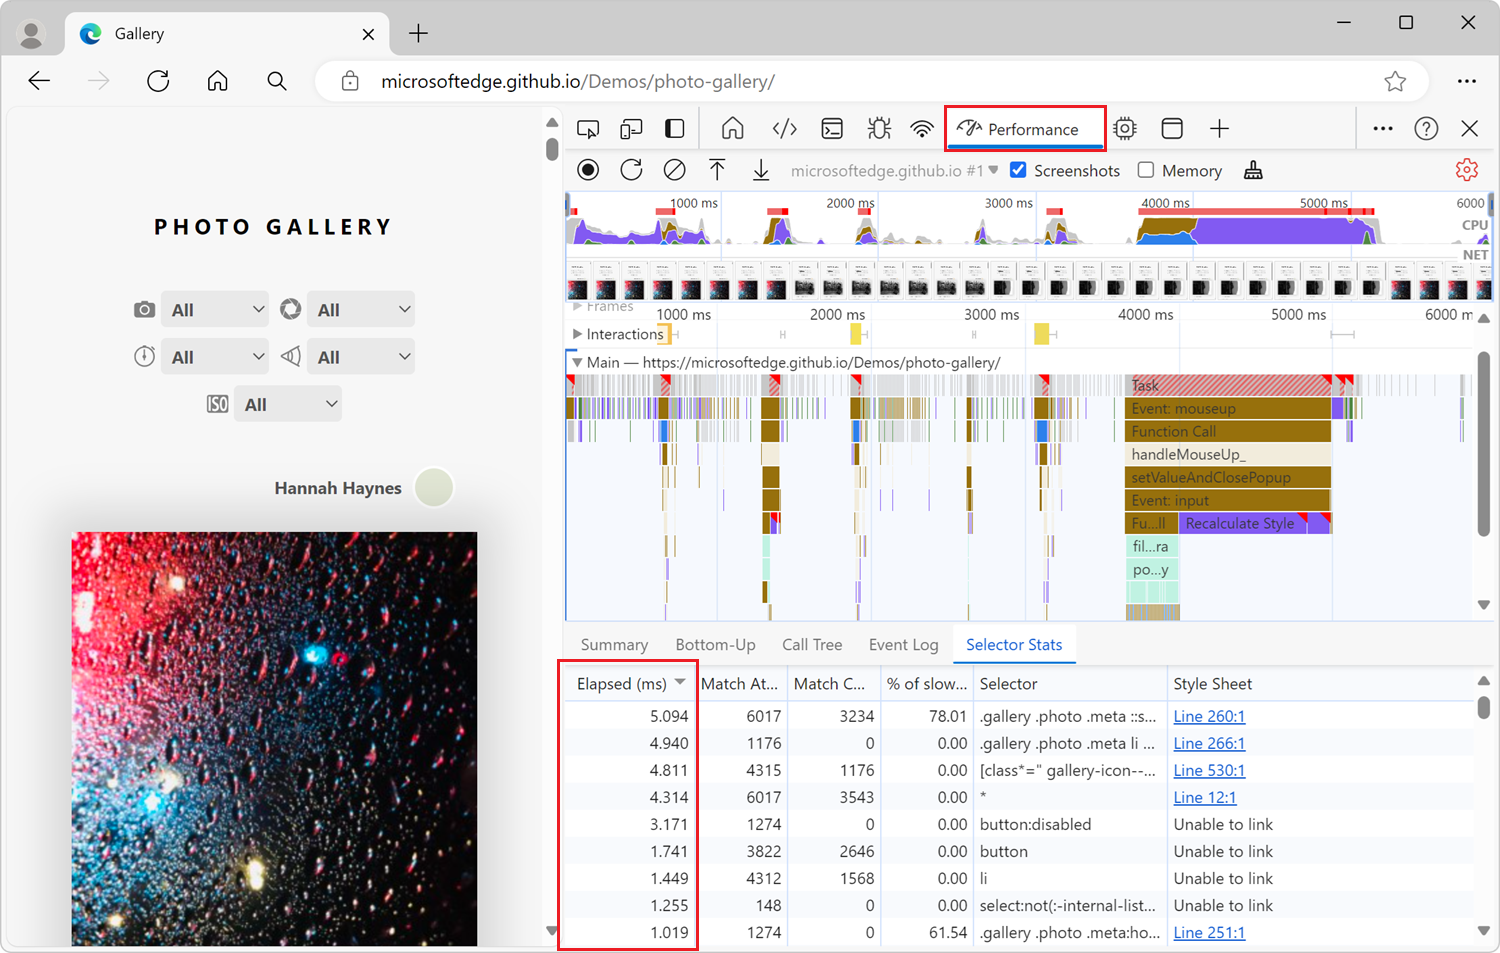 Gallery
microsoftedge.github.io/Demos/photo-gallery/
PHOTO GALLERY
All All
All All
ISO All
Hannah Haynes
Performance
microsoftedge.github.io #1 Screenshots Memory
1000 ms 2000 ms 3000 ms 4000 ms 5000 ms 6000
CPU
NET
Frames
1000 ms 2000 ms 3000 ms 4000 ms 5000 ms 6000 m
Interactions
Main — https://microsoftedge.github.io/Demos/photo-gallery/
Task
Event: mouseup
Function Call
handleMouseUp_
setValueAndClosePopup
Event: input
Fu...ll Recalculate Style
fil...ra
po...y
Summary Bottom-Up Call Tree Event Log Selector Stats
Elapsed (ms) Match At... Match C... % of slow... Selector Style Sheet
5.094 6017 3234 78.01 .gallery .photo .meta ::s... Line 260:1
4.940 1176 0 0.00 .gallery .photo .meta li ... Line 266:1
4.811 4315 1176 0.00 [class*=" gallery-icon--... Line 530:1
4.314 6017 3543 0.00 * Line 12:1
3.171 1274 0 0.00 button:disabled Unable to link
1.741 3822 2646 0.00 button Unable to link
1.449 4312 1568 0.00 li Unable to link
1.255 148 0 0.00 select:not(:-internal-list... Unable to link
1.019 1274 0 61.54 .gallery .photo .meta:ho... Line 251:1